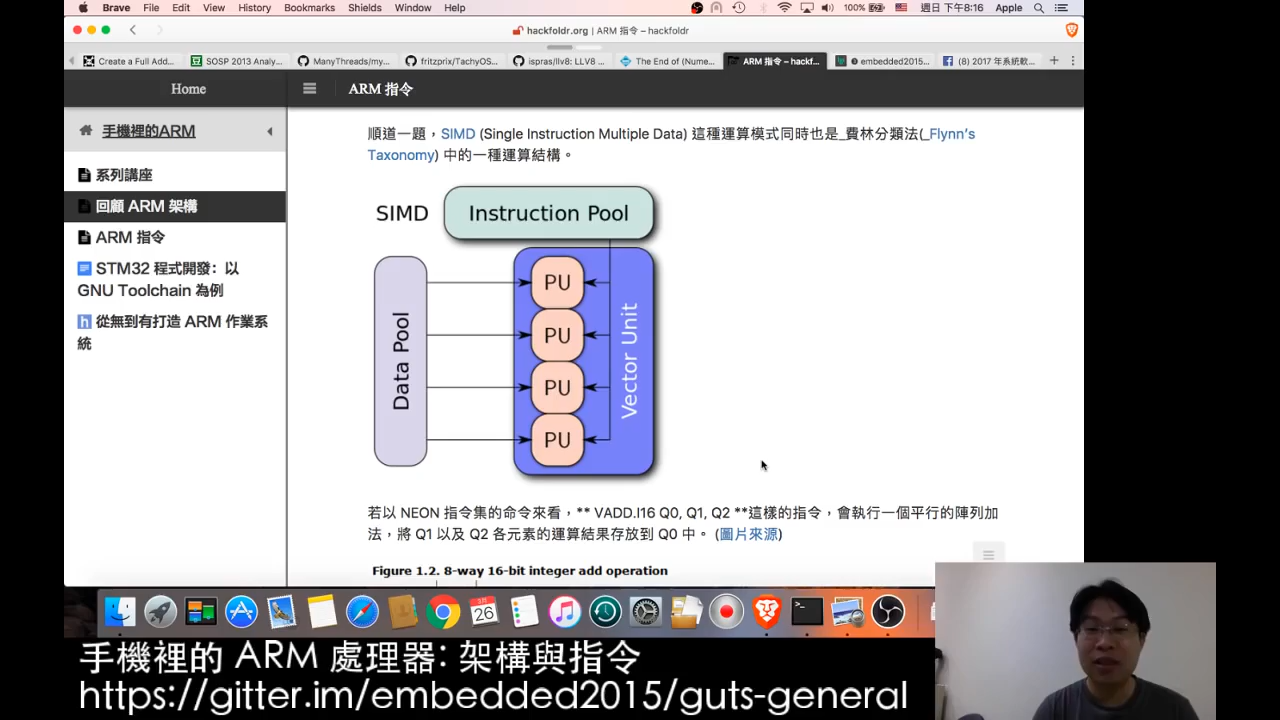 Brave File Edit View History Bookmarks Shields Window Help 100% 週日 下8:16 Apple
hackfoldr.org | ARM 指令 – hackfoldr
Create a Full Add... SOSP 2013 Analy... ManyThreads/my... fritzprix/TachyOS... ispras/llv8: LLV8 ... The End of (Nume... ARM 指令 – hackf... embedded2015... (8) 2017 年系統軟...
Home ARM 指令
手機裡的ARM
系列講座
回顧 ARM 架構
ARM 指令
STM32 程式開發：以
GNU Toolchain 為例
從無到有打造 ARM 作業系
統
順道一題，SIMD (Single Instruction Multiple Data) 這種運算模式同時也是_費林分類法(_Flynn's
Taxonomy) 中的一種運算結構。
SIMD Instruction Pool
Data Pool
PU
PU
PU
PU
Vector Unit
若以 NEON 指令集的命令來看，** VADD.I16 Q0, Q1, Q2 **這樣的指令，會執行一個平行的陣列加
法，將 Q1 以及 Q2 各元素的運算結果存放到 Q0 中。 (圖片來源)
Figure 1.2. 8-way 16-bit integer add operation
26
手機裡的 ARM 處理器: 架構與指令
https://gitter.im/embedded2015/guts-general